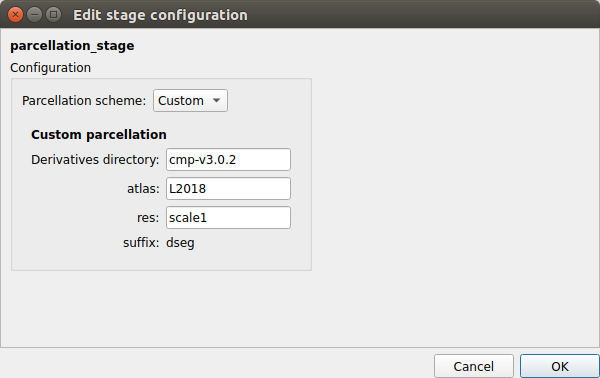 Edit stage configuration
parcellation_stage
Configuration
Parcellation scheme: Custom
Custom parcellation
Derivatives directory: cmp-v3.0.2
atlas: L2018
res: scale1
suffix: dseg
Cancel OK